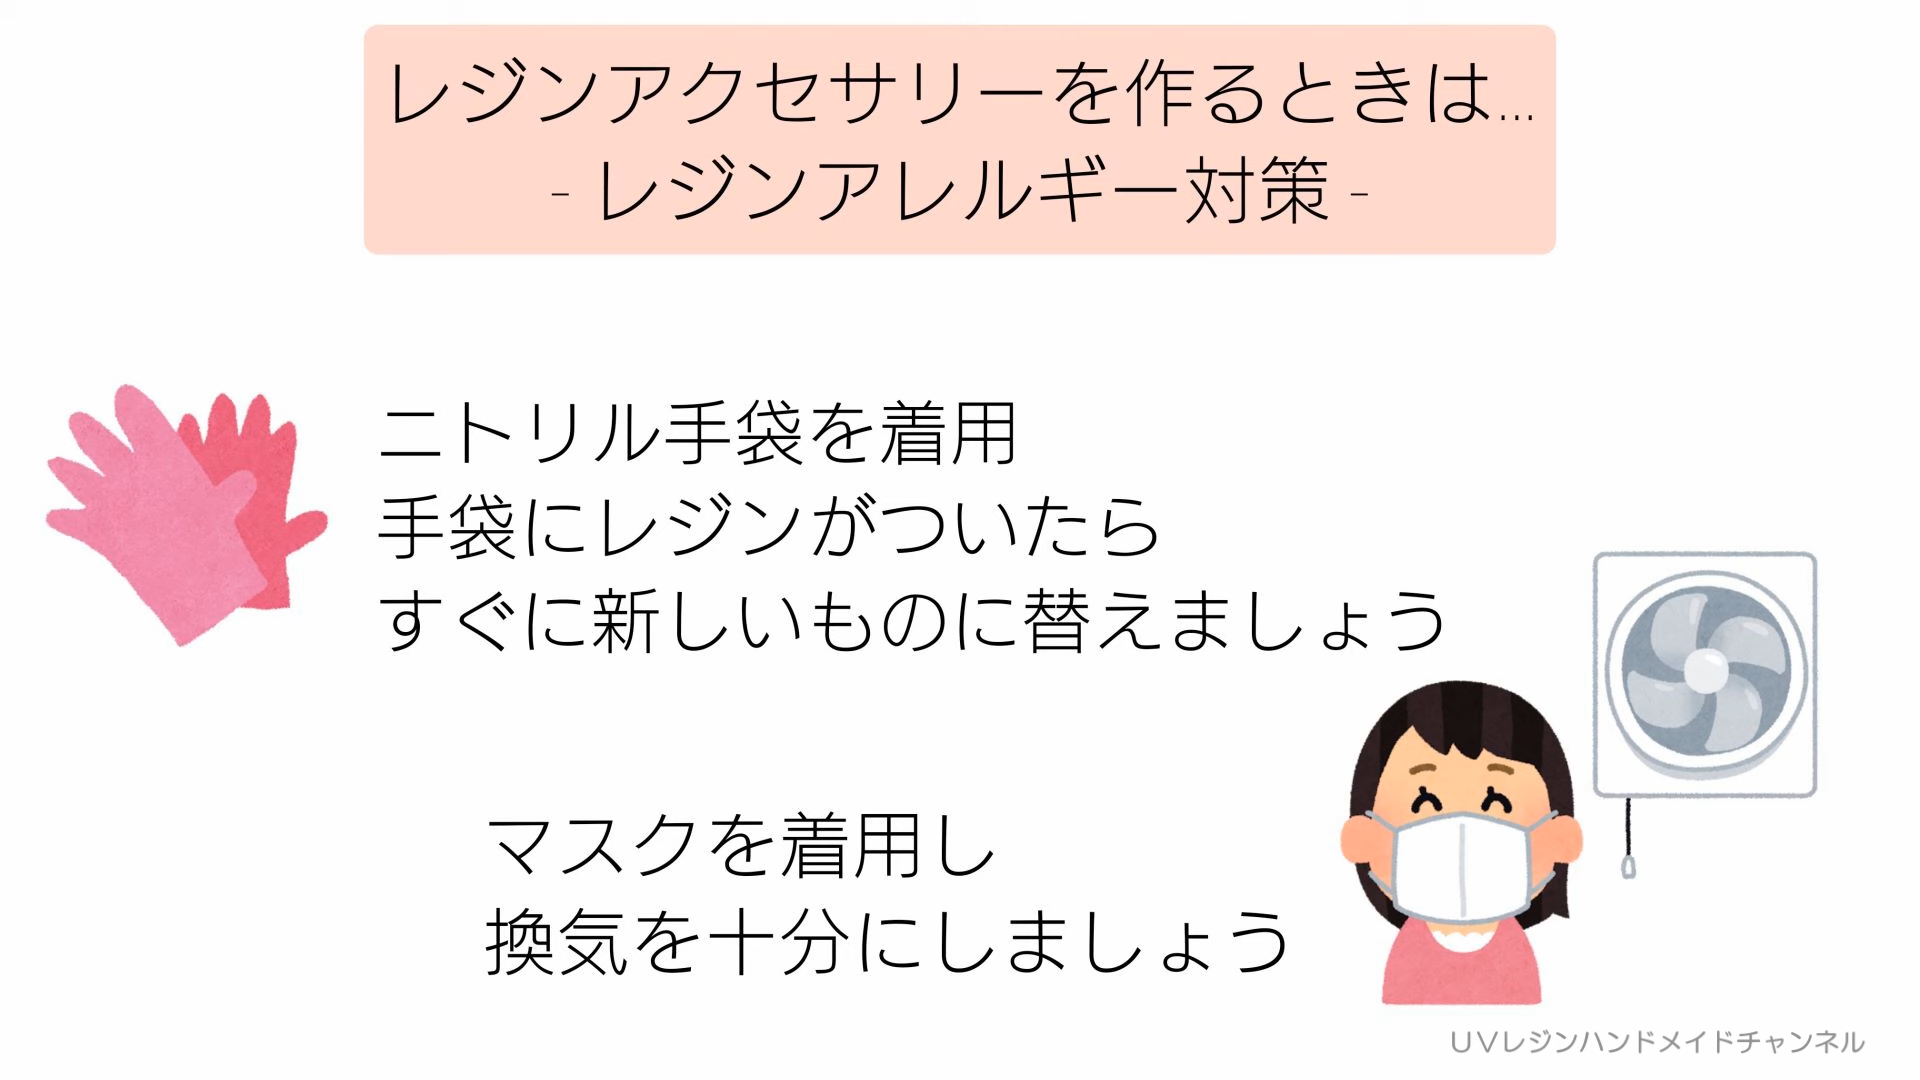 レジンアクセサリーを作るときは...
- レジンアレルギー対策 -
ニトリル手袋を着用
手袋にレジンがついたら
すぐに新しいものに替えましょう
マスクを着用し
換気を十分にしましょう
UVレジンハンドメイドチャンネル